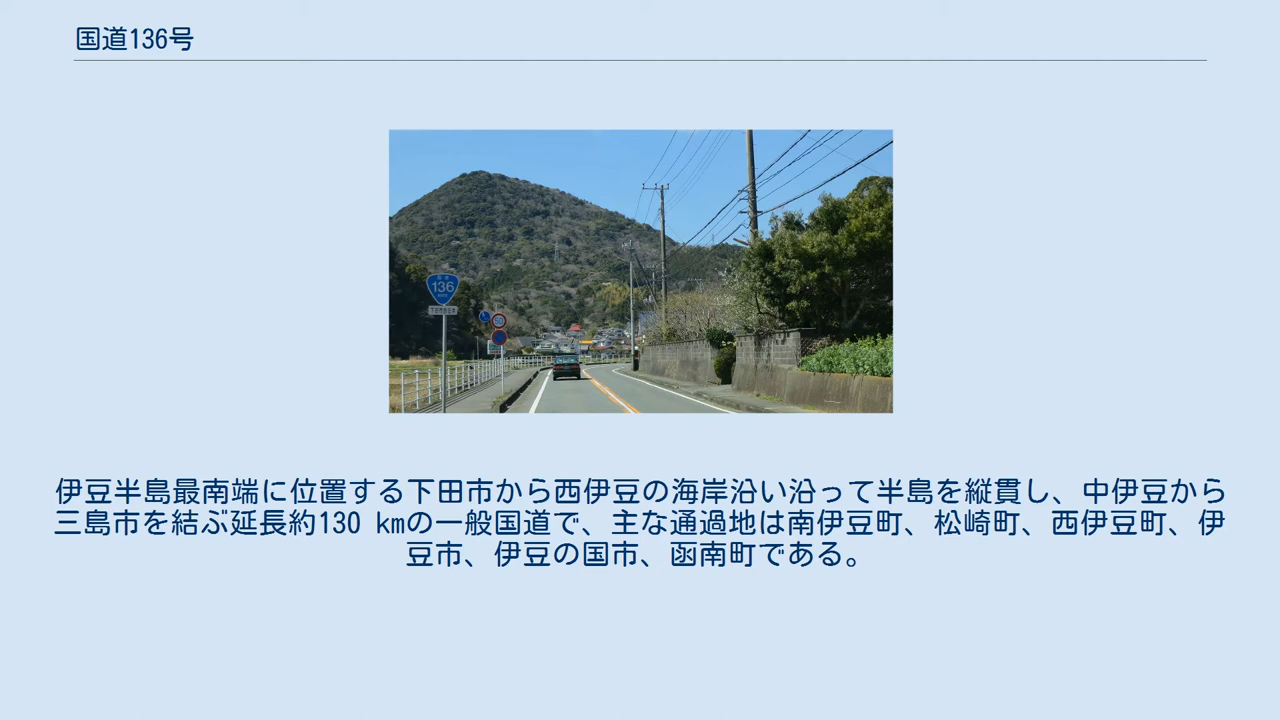 国道136号
136
50
伊豆半島最南端に位置する下田市から西伊豆の海岸沿い沿って半島を縦貫し、中伊豆から
三島市を結ぶ延長約130 kmの一般国道で、主な通過地は南伊豆町、松崎町、西伊豆町、伊
豆市、伊豆の国市、函南町である。